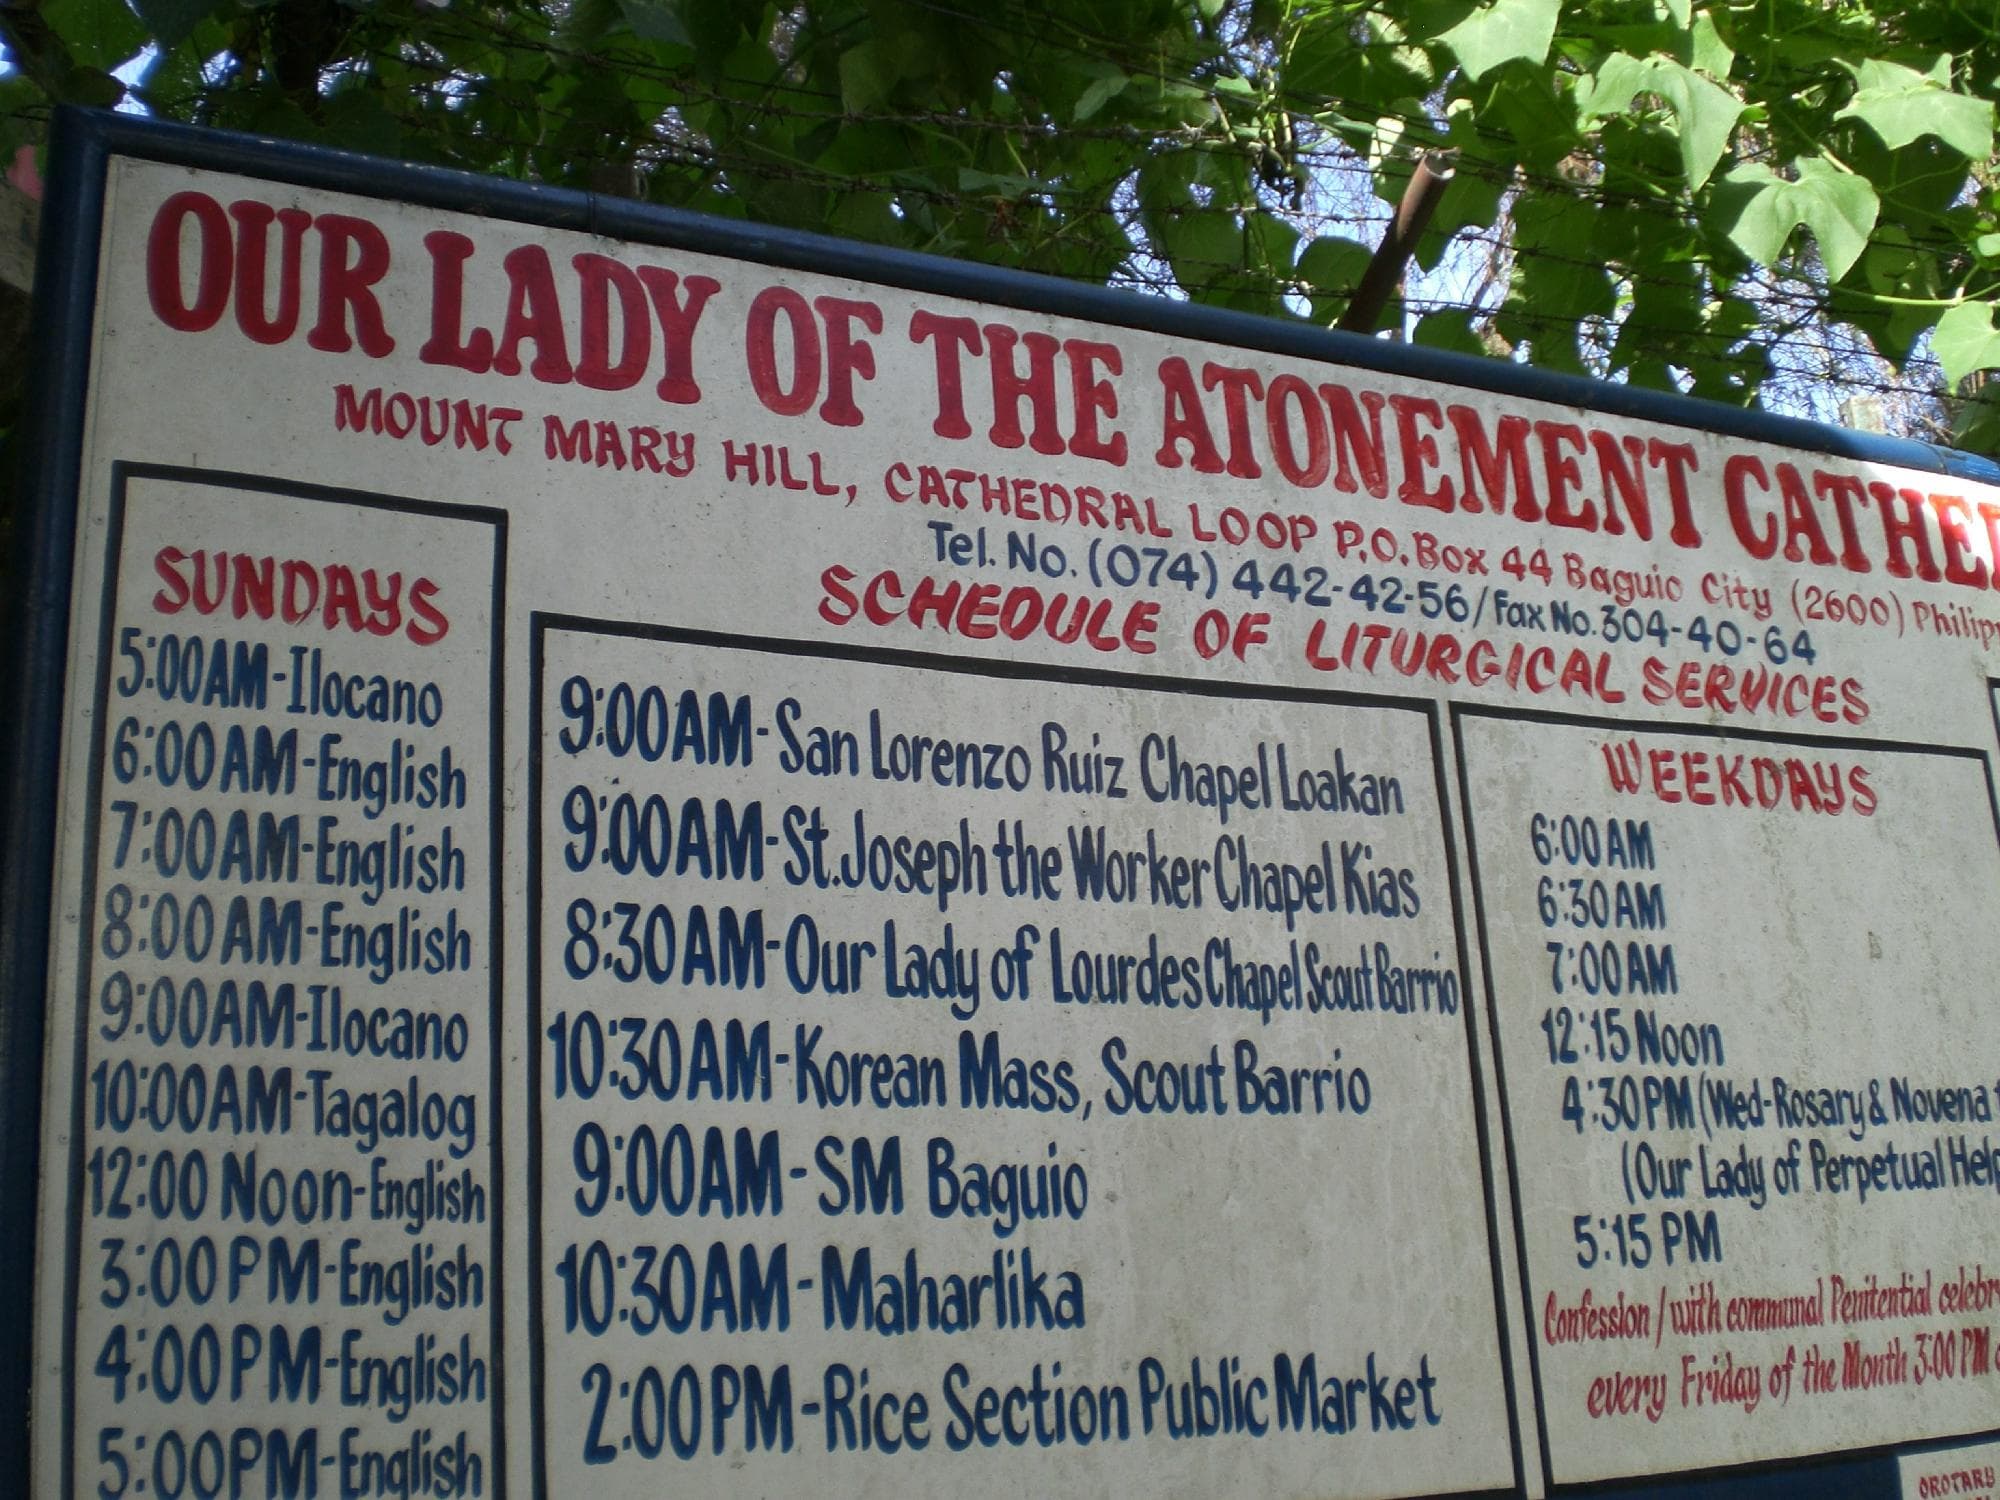 OUR LADY OF THE ATONEMENT
MOUNT MARY HILL, CATHEDRAL LOOP P.O. Box 44 Baguio City (2600)
Tel. No. (074) 442-42-56/Fax No. 304-40-64
SCHEDULE OF LITURGICAL SERVICES
SUNDAYS
5:00AM-Ilocano
6:00AM-English
7:00AM-English
8:00AM-English
9:00AM-Ilocano
10:00AM-Tagalog
12:00 Noon-English
3:00PM-English
4:00PM-English
5:00PM-English
9:00AM-San Lorenzo Ruiz Chapel Loakan
9:00AM-St. Joseph the Worker Chapel Kias
8:30AM-Our Lady of Lourdes Chapel Scout Barrio
10:30AM-Korean Mass, Scout Barrio
9:00AM-SM Baguio
10:30AM-Maharlika
2:00PM-Rice Section Public Market
WEEKDAYS
6:00AM
6:30AM
7:00AM
12:15 Noon
4:30PM (Wed-Rosary & Novena
(Our Lady of Perpetual Help
5:15 PM
Confession/with communal Penitential
every Friday of the Month 3:00 PM
OROTARY